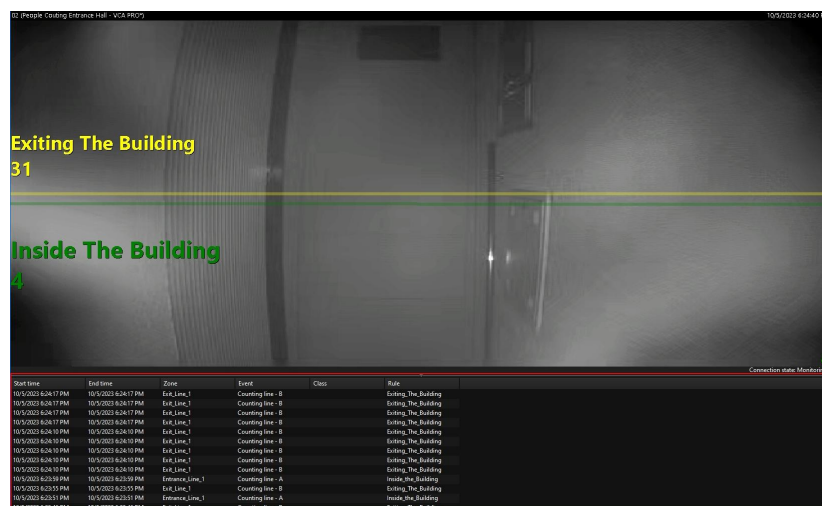 02 (People Couting Entrance Hall - VCA PRO*)
10/5/2023 6:24:40
Exiting The Building
31
Inside The Building
4
Connection state: Monitorin
Start time End time Zone Event Class Rule
10/5/2023 6:24:17 PM 10/5/2023 6:24:17 PM Exit_Line_1 Counting line - B Exiting_The_Building
10/5/2023 6:24:17 PM 10/5/2023 6:24:17 PM Exit_Line_1 Counting line - B Exiting_The_Building
10/5/2023 6:24:17 PM 10/5/2023 6:24:17 PM Exit_Line_1 Counting line - B Exiting_The_Building
10/5/2023 6:24:17 PM 10/5/2023 6:24:17 PM Exit_Line_1 Counting line - B Exiting_The_Building
10/5/2023 6:24:10 PM 10/5/2023 6:24:10 PM Exit_Line_1 Counting line - B Exiting_The_Building
10/5/2023 6:24:10 PM 10/5/2023 6:24:10 PM Exit_Line_1 Counting line - B Exiting_The_Building
10/5/2023 6:24:10 PM 10/5/2023 6:24:10 PM Exit_Line_1 Counting line - B Exiting_The_Building
10/5/2023 6:24:10 PM 10/5/2023 6:24:10 PM Exit_Line_1 Counting line - B Exiting_The_Building
10/5/2023 6:24:10 PM 10/5/2023 6:24:10 PM Exit_Line_1 Counting line - B Exiting_The_Building
10/5/2023 6:23:59 PM 10/5/2023 6:23:59 PM Entrance_Line_1 Counting line - A Inside_the_Building
10/5/2023 6:23:55 PM 10/5/2023 6:23:55 PM Exit_Line_1 Counting line - B Exiting_The_Building
10/5/2023 6:23:51 PM 10/5/2023 6:23:51 PM Entrance_Line_1 Counting line - A Inside_the_Building